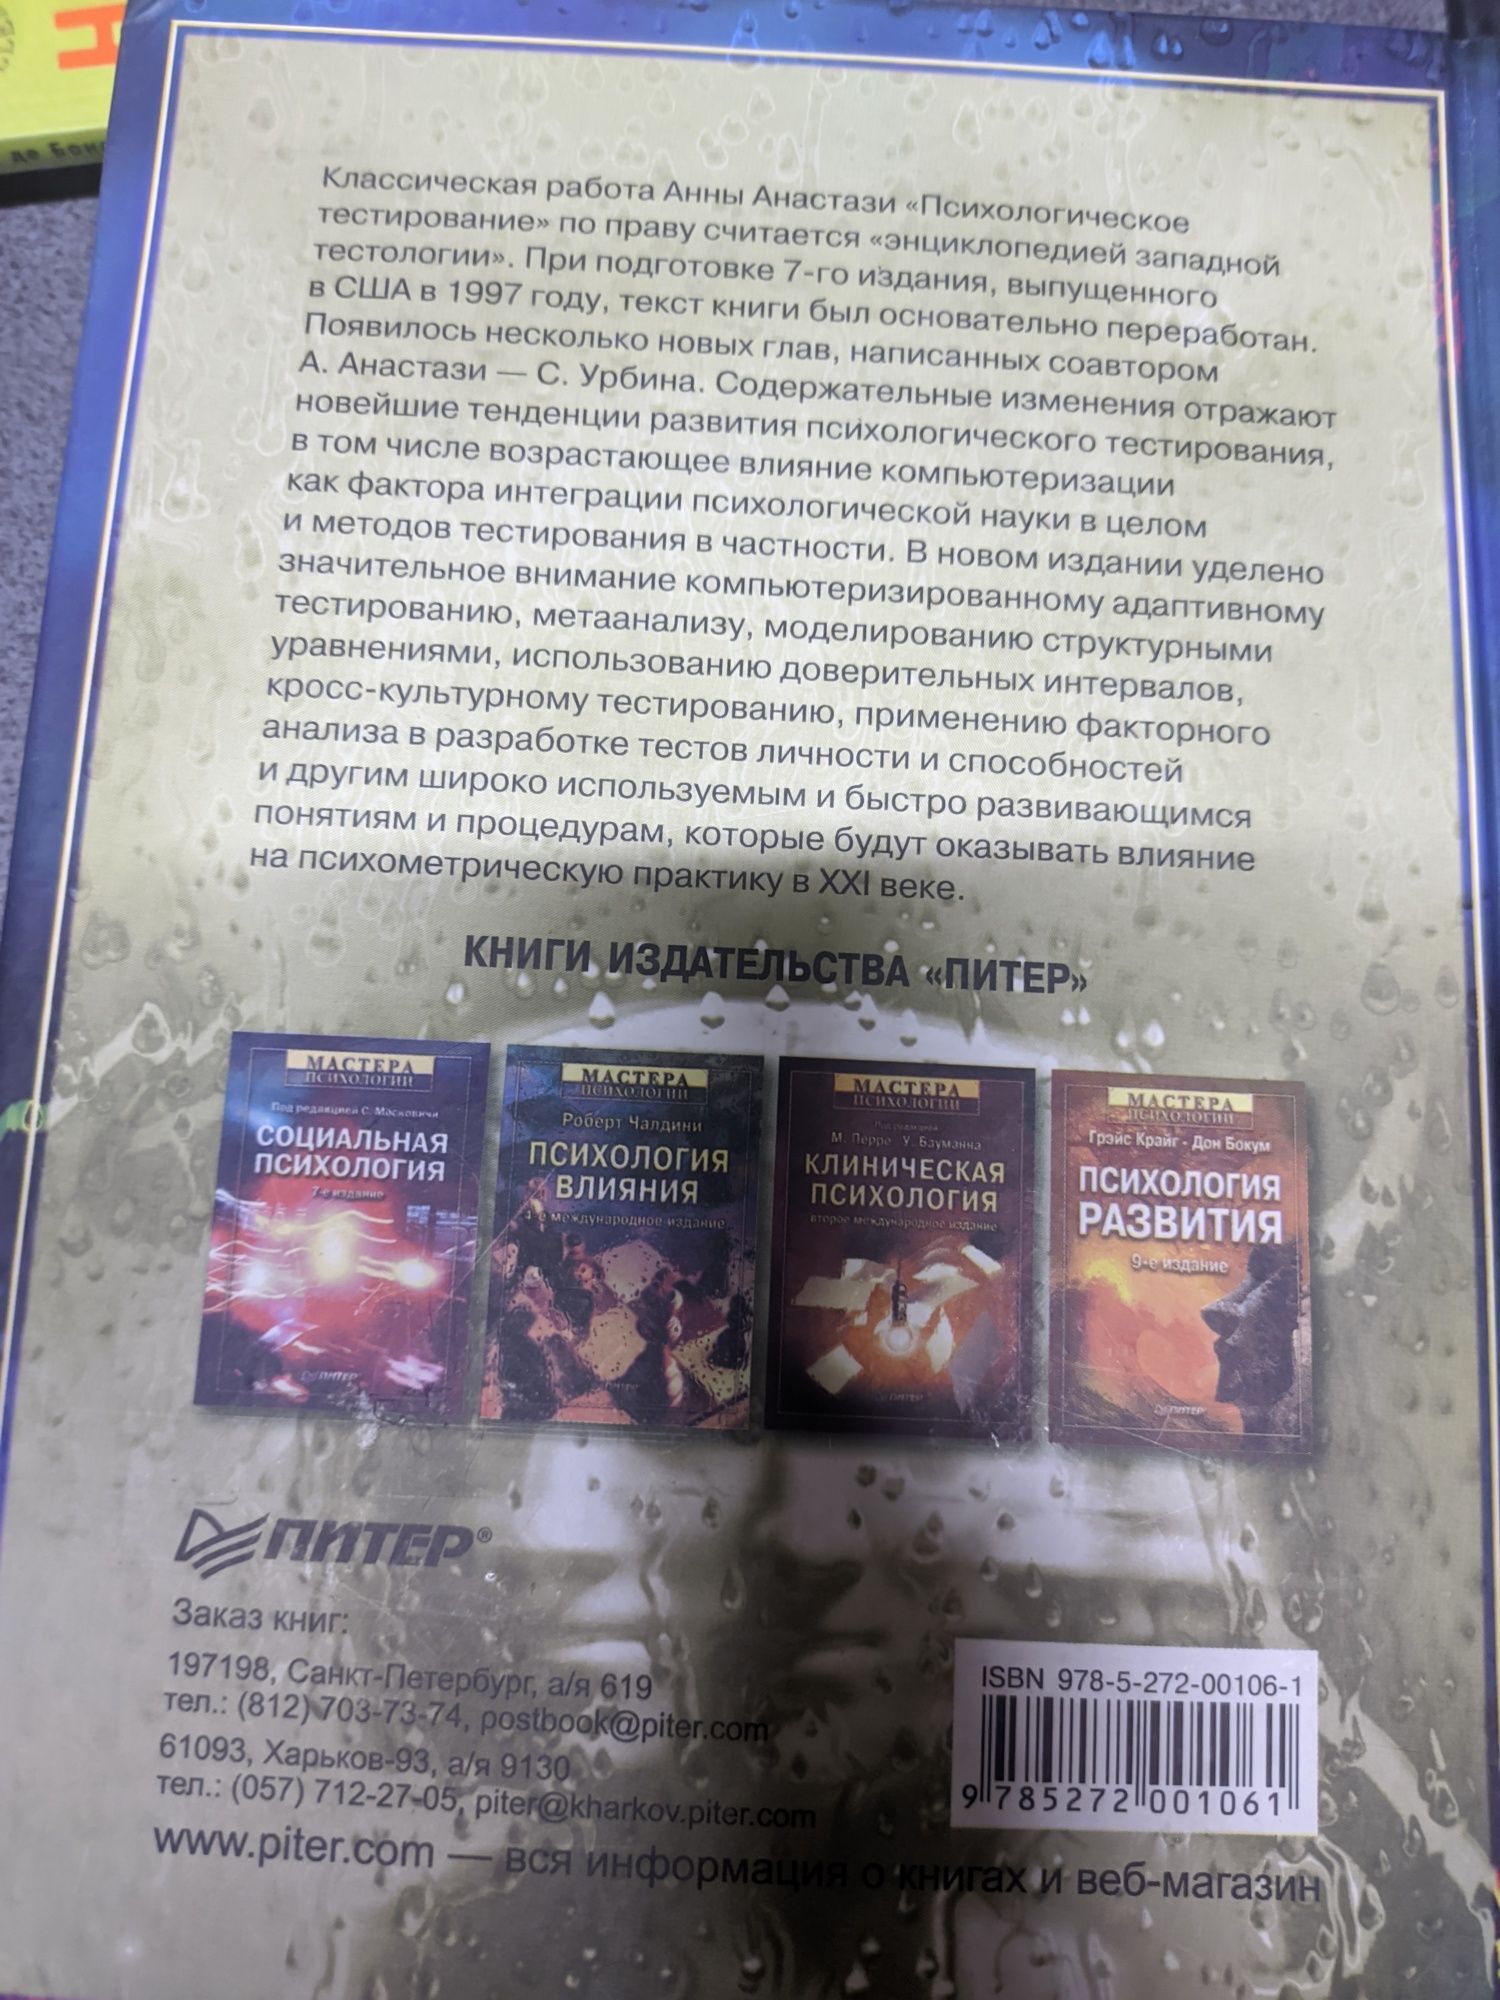 Н
де Боно
Классическая работа Анны Анастази «Психологическое
тестирование» по праву считается «энциклопедией западной
тестологии». При подготовке 7-го издания, выпущенного
в США в 1997 году, текст книги был основательно переработан.
Появилось несколько новых глав, написанных соавтором
А. Анастази — С. Урбина. Содержательные изменения отражают
новейшие тенденции развития психологического тестирования,
в том числе возрастающее влияние компьютеризации
как фактора интеграции психологической науки в целом
и методов тестирования в частности. В новом издании уделено
значительное внимание компьютеризированному адаптивному
тестированию, метаанализу, моделированию структурными
уравнениями, использованию доверительных интервалов,
кросс-культурному тестированию, применению факторного
анализа в разработке тестов личности и способностей
и другим широко используемым и быстро развивающимся
понятиям и процедурам, которые будут оказывать влияние
на психометрическую практику в XXI веке.
КНИГИ ИЗДАТЕЛЬСТВА «ПИТЕР»
МАСТЕРА
ПСИХОЛОГИИ
Под редакцией С. Московичи
СОЦИАЛЬНАЯ
ПСИХОЛОГИЯ
7-е издание
ПИТЕР
МАСТЕРА
ПСИХОЛОГИИ
Роберт Чалдини
ПСИХОЛОГИЯ
ВЛИЯНИЯ
4-е международное издание
ПИТЕР
МАСТЕРА
ПСИХОЛОГИИ
Под редакцией
М. Перре У. Бауманна
КЛИНИЧЕСКАЯ
ПСИХОЛОГИЯ
второе международное издание
ПИТЕР
МАСТЕРА
ПСИХОЛОГИИ
Грэйс Крайг - Дон Бокум
ПСИХОЛОГИЯ
РАЗВИТИЯ
9-е издание
ПИТЕР
ПИТЕР®
Заказ книг:
197198, Санкт-Петербург, а/я 619
тел.: (812) 703-73-74, postbook@piter.com
61093, Харьков-93, а/я 9130
тел.: (057) 712-27-05, piter@kharkov.piter.com
www.piter.com — вся информация о книгах и веб-магазин
ISBN 978-5-272-00106-1
9 785272 001061